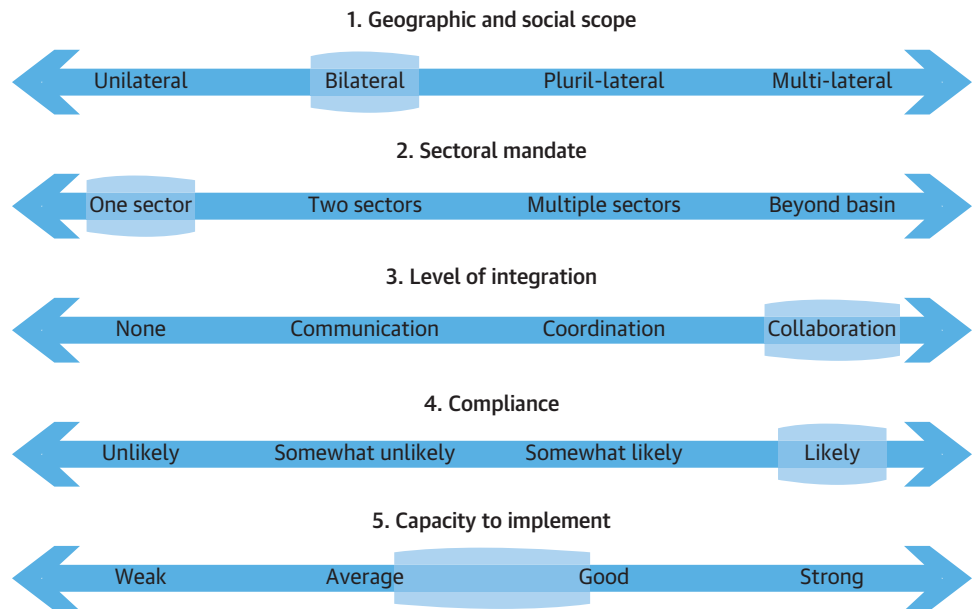 1. Geographic and social scope
Unilateral Bilateral Pluril-lateral Multi-lateral
2. Sectoral mandate
One sector Two sectors Multiple sectors Beyond basin
3. Level of integration
None Communication Coordination Collaboration
4. Compliance
Unlikely Somewhat unlikely Somewhat likely Likely
5. Capacity to implement
Weak Average Good Strong